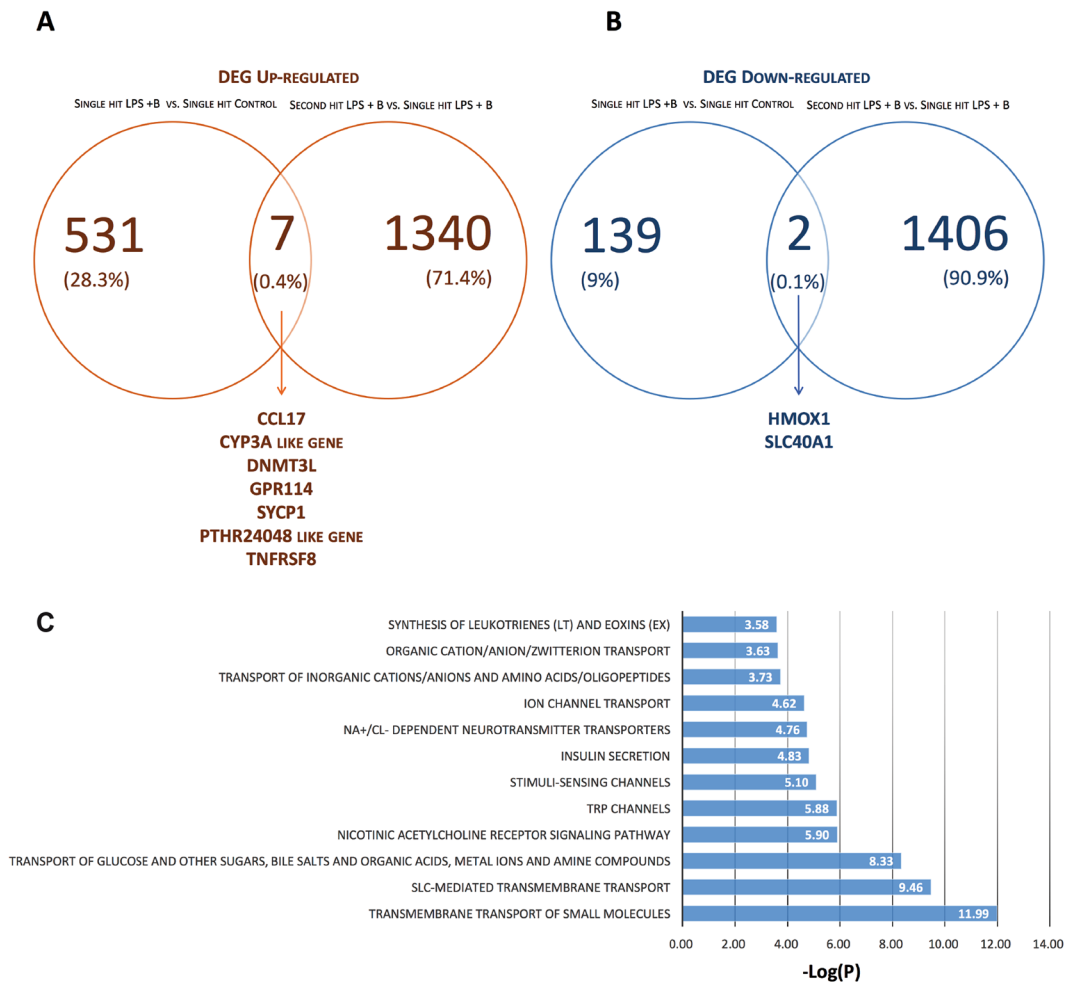 A
B
DEG UP-REGULATED
DEG DOWN-REGULATED
SINGLE HIT LPS +B VS. SINGLE HIT CONTROL
SECOND HIT LPS + B VS. SINGLE HIT LPS + B
SINGLE HIT LPS +B VS. SINGLE HIT CONTROL
SECOND HIT LPS + B VS. SINGLE HIT LPS + B
531
(28.3%)
7
(0.4%)
1340
(71.4%)
139
(9%)
2
(0.1%)
1406
(90.9%)
CCL17
CYP3A LIKE GENE
DNMT3L
GPR114
SYCP1
PTHR24048 LIKE GENE
TNFRSF8
HMOX1
SLC40A1
C
SYNTHESIS OF LEUKOTRIENES (LT) AND EOXINS (EX) 3.58
ORGANIC CATION/ANION/ZWITTERION TRANSPORT 3.63
TRANSPORT OF INORGANIC CATIONS/ANIONS AND AMINO ACIDS/OLIGOPEPTIDES 3.73
ION CHANNEL TRANSPORT 4.62
NA+/CL- DEPENDENT NEUROTRANSMITTER TRANSPORTERS 4.76
INSULIN SECRETION 4.83
STIMULI-SENSING CHANNELS 5.10
TRP CHANNELS 5.88
NICOTINIC ACETYLCHOLINE RECEPTOR SIGNALING PATHWAY 5.90
TRANSPORT OF GLUCOSE AND OTHER SUGARS, BILE SALTS AND ORGANIC ACIDS, METAL IONS AND AMINE COMPOUNDS 8.33
SLC-MEDIATED TRANSMEMBRANE TRANSPORT 9.46
TRANSMEMBRANE TRANSPORT OF SMALL MOLECULES 11.99
0.00 2.00 4.00 6.00 8.00 10.00 12.00 14.00
-Log(P)